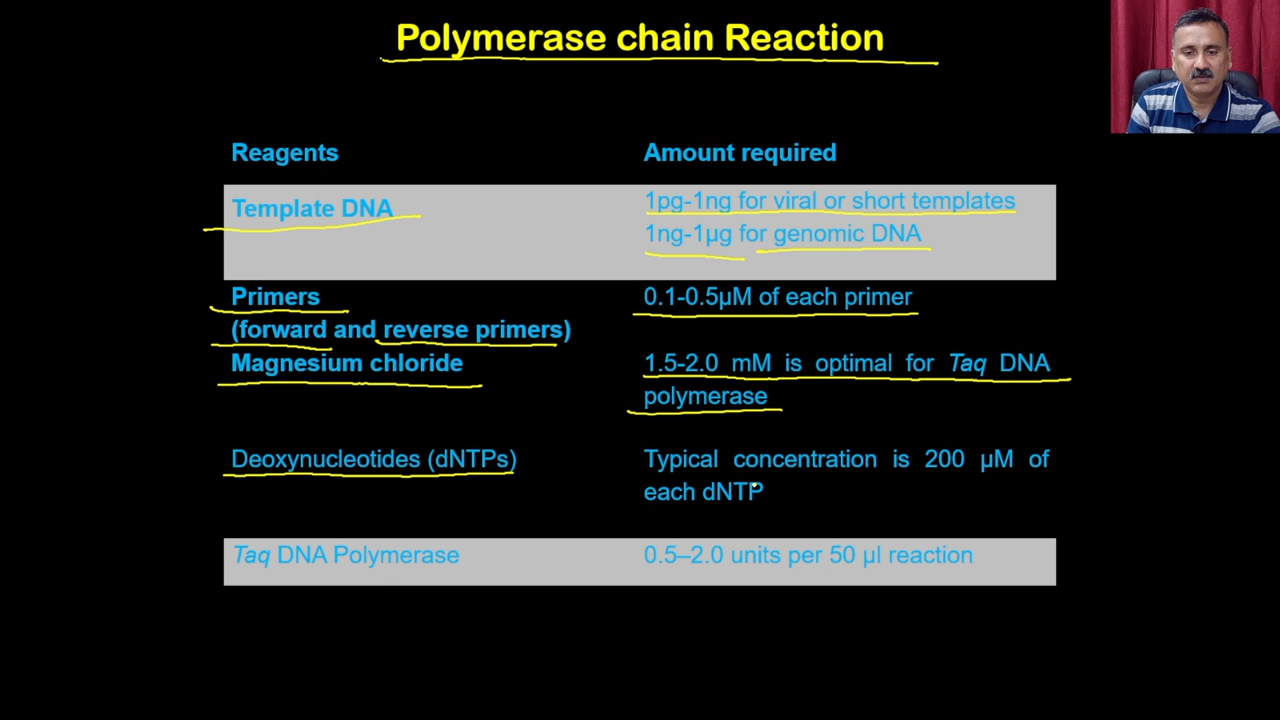 Polymerase chain Reaction
Reagents
Amount required
Template DNA
1pg-1ng for viral or short templates
1ng-1µg for genomic DNA
Primers
(forward and reverse primers)
0.1-0.5µM of each primer
Magnesium chloride
1.5-2.0 mM is optimal for Taq DNA
polymerase
Deoxynucleotides (dNTPs)
Typical concentration is 200 µM of
each dNTP
Taq DNA Polymerase
0.5–2.0 units per 50 µl reaction